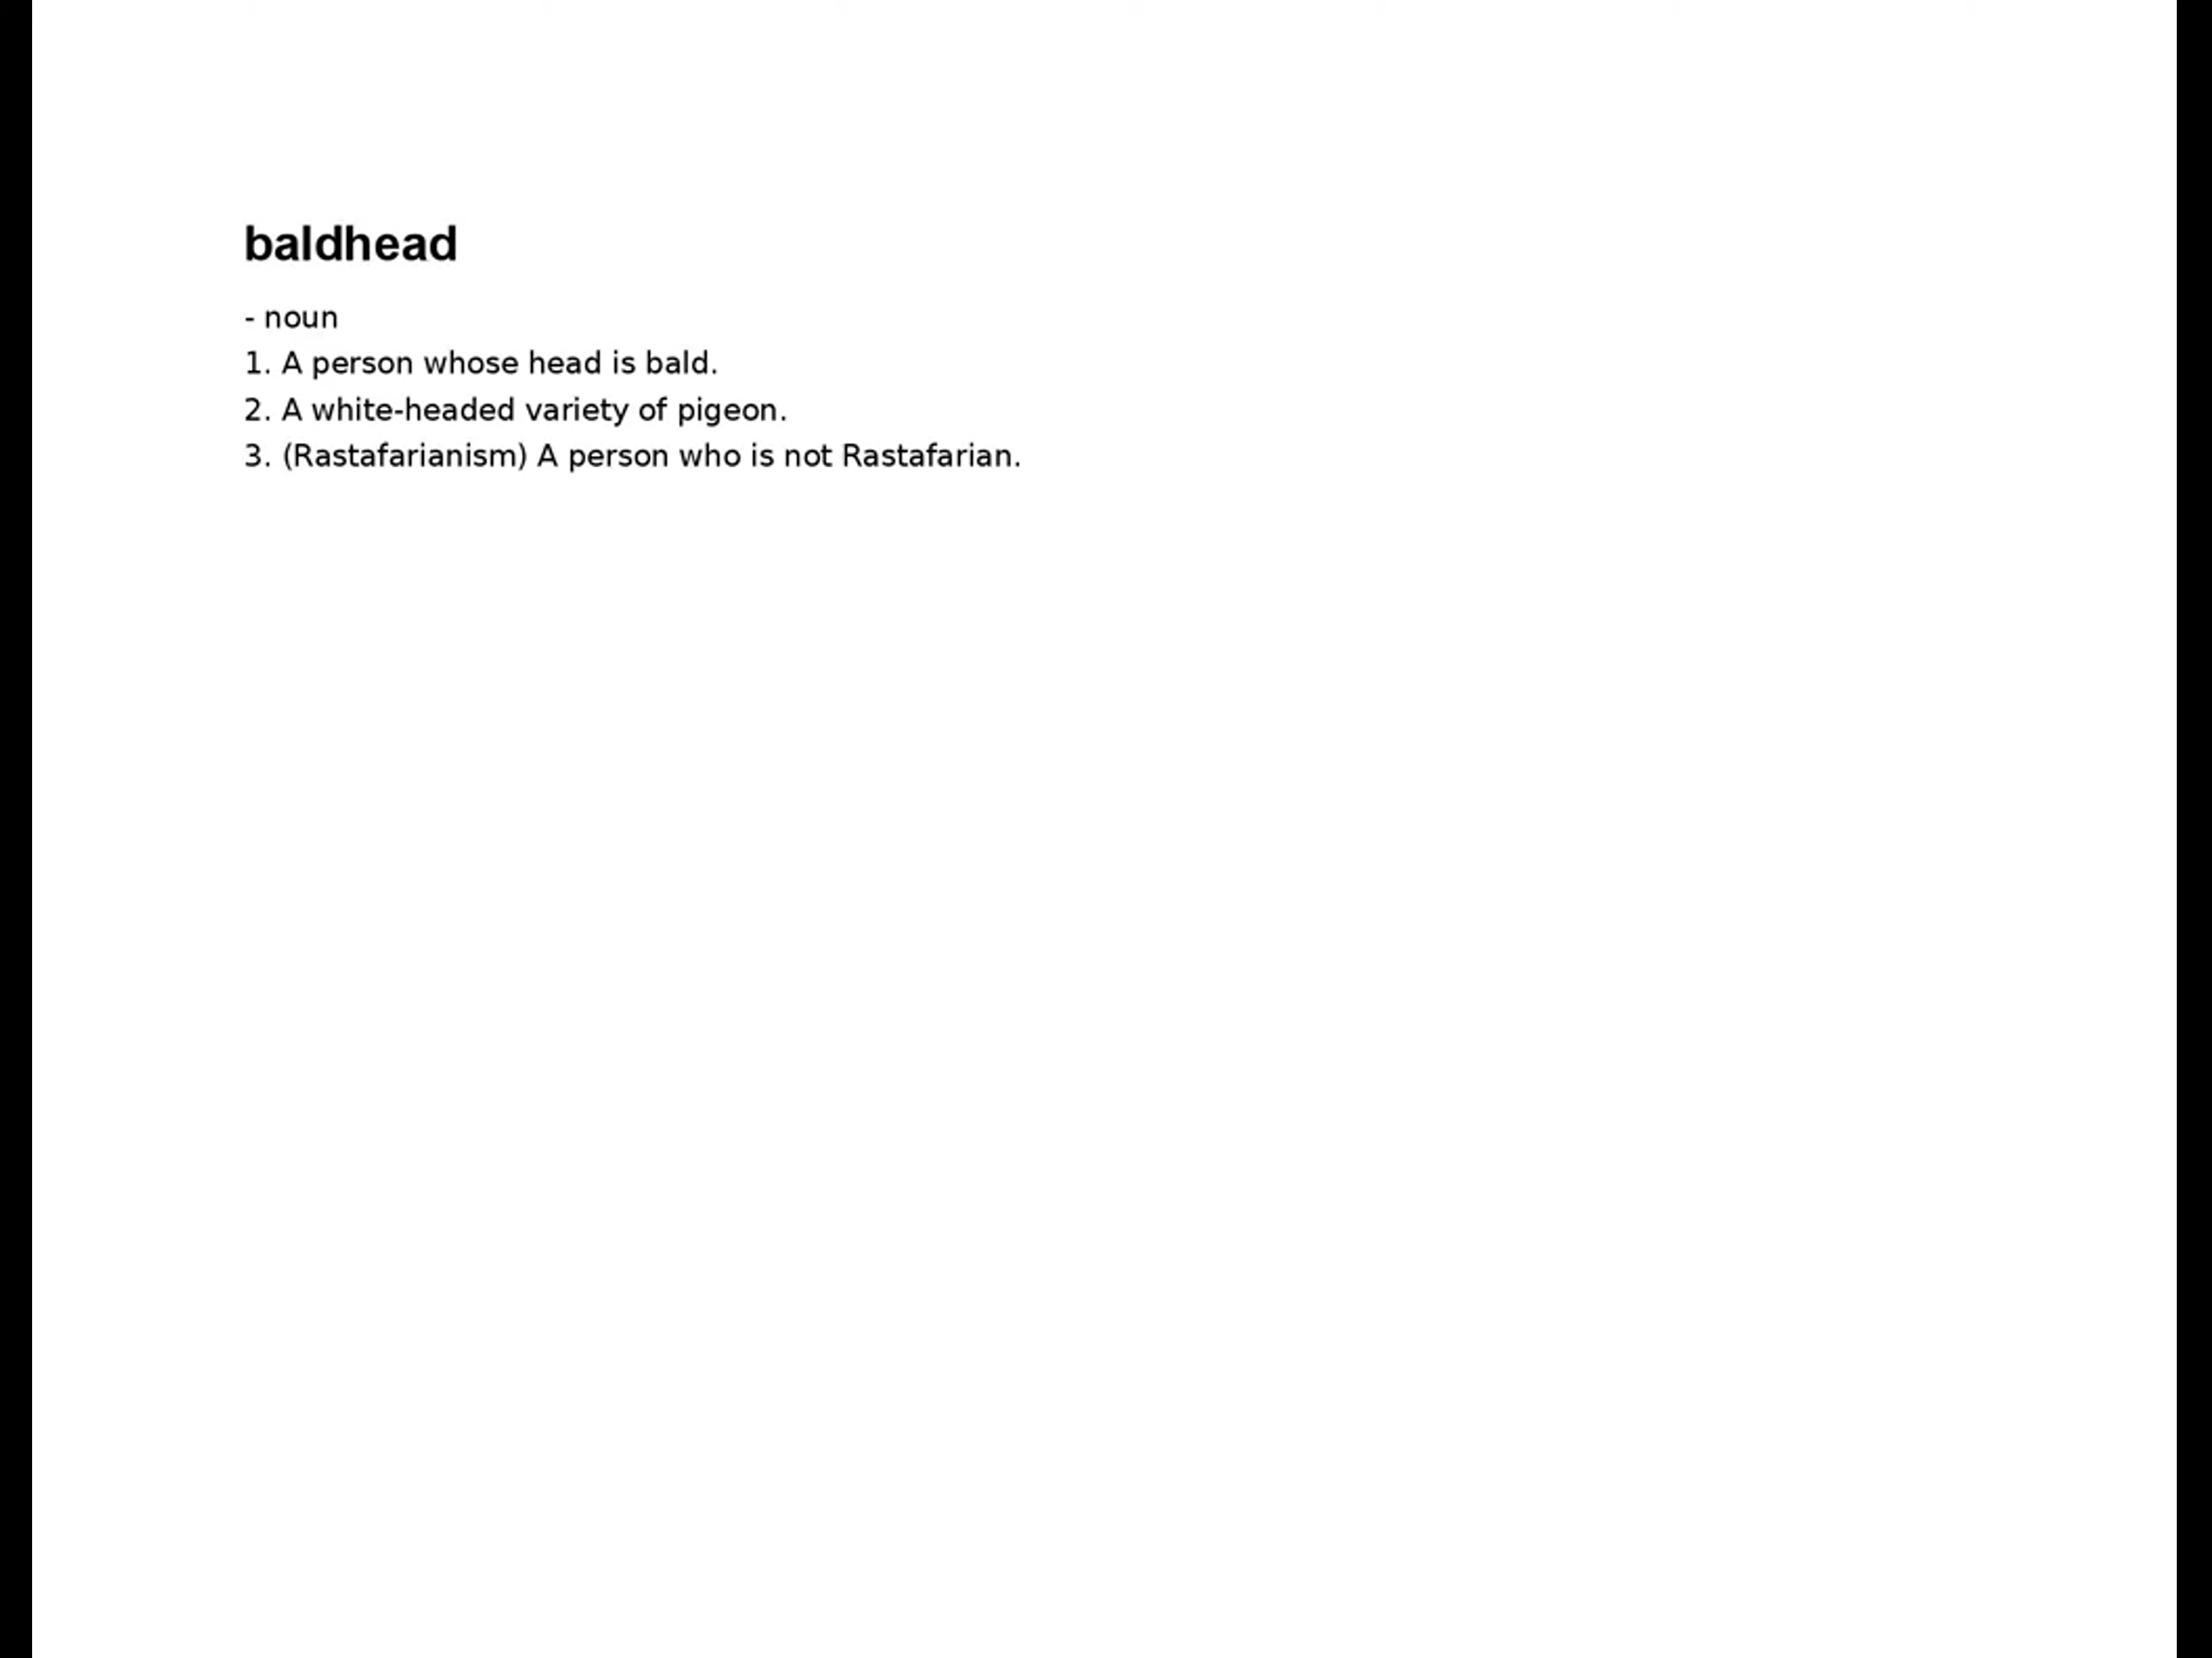 baldhead
- noun
1. A person whose head is bald.
2. A white-headed variety of pigeon.
3. (Rastafarianism) A person who is not Rastafarian.